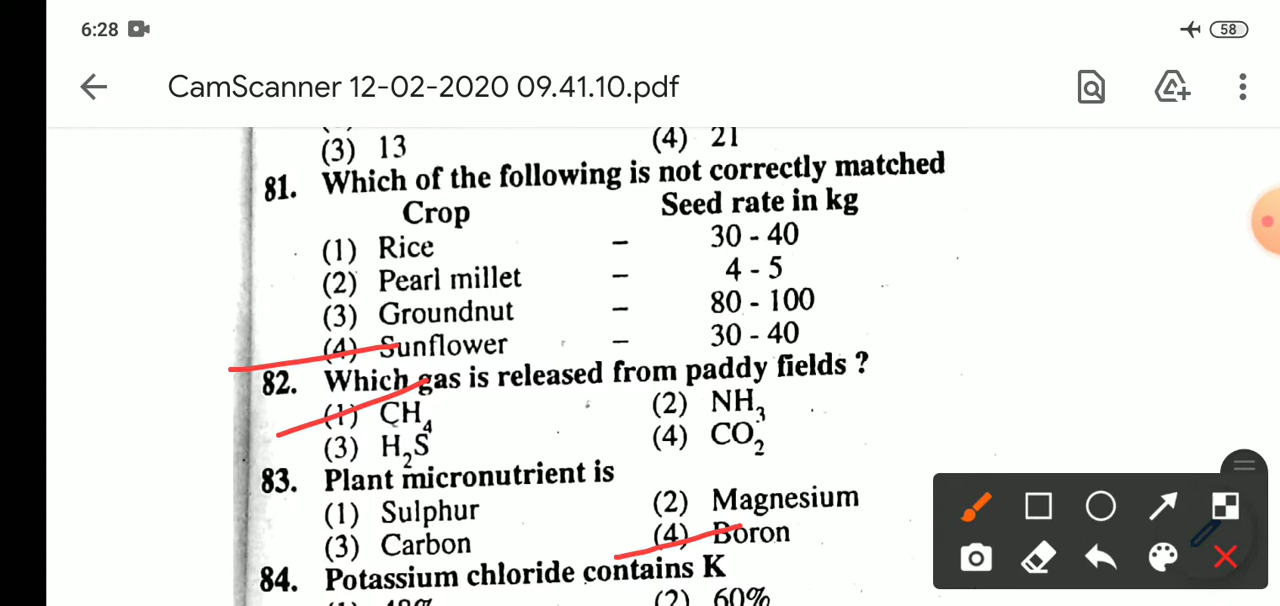 6:28
58
CamScanner 12-02-2020 09.41.10.pdf
(3) 13 (4) 21
81. Which of the following is not correctly matched
Crop Seed rate in kg
(1) Rice – 30 - 40
(2) Pearl millet – 4 - 5
(3) Groundnut – 80 - 100
(4) Sunflower – 30 - 40
82. Which gas is released from paddy fields ?
(1) CH₄ (2) NH₃
(3) H₂S (4) CO₂
83. Plant micronutrient is
(1) Sulphur (2) Magnesium
(3) Carbon (4) Boron
84. Potassium chloride contains K
(2) 60%